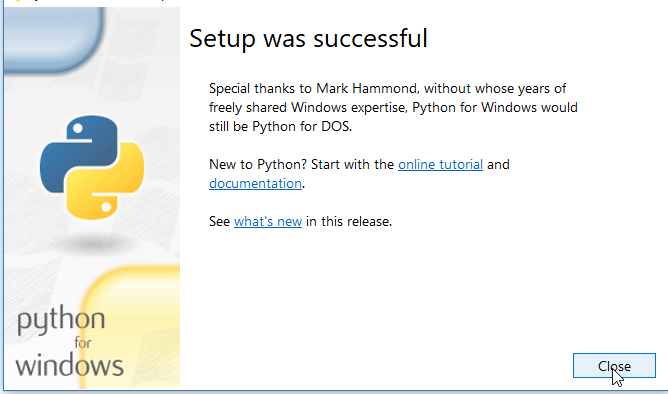 Setup was successful
Special thanks to Mark Hammond, without whose years of
freely shared Windows expertise, Python for Windows would
still be Python for DOS.
New to Python? Start with the online tutorial and
documentation.
See what's new in this release.
python
for
windows
Close